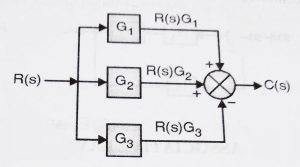 G₁ R(s)G₁
R(s) G₂ R(s)G₂ + + − C(s)
G₃ R(s)G₃